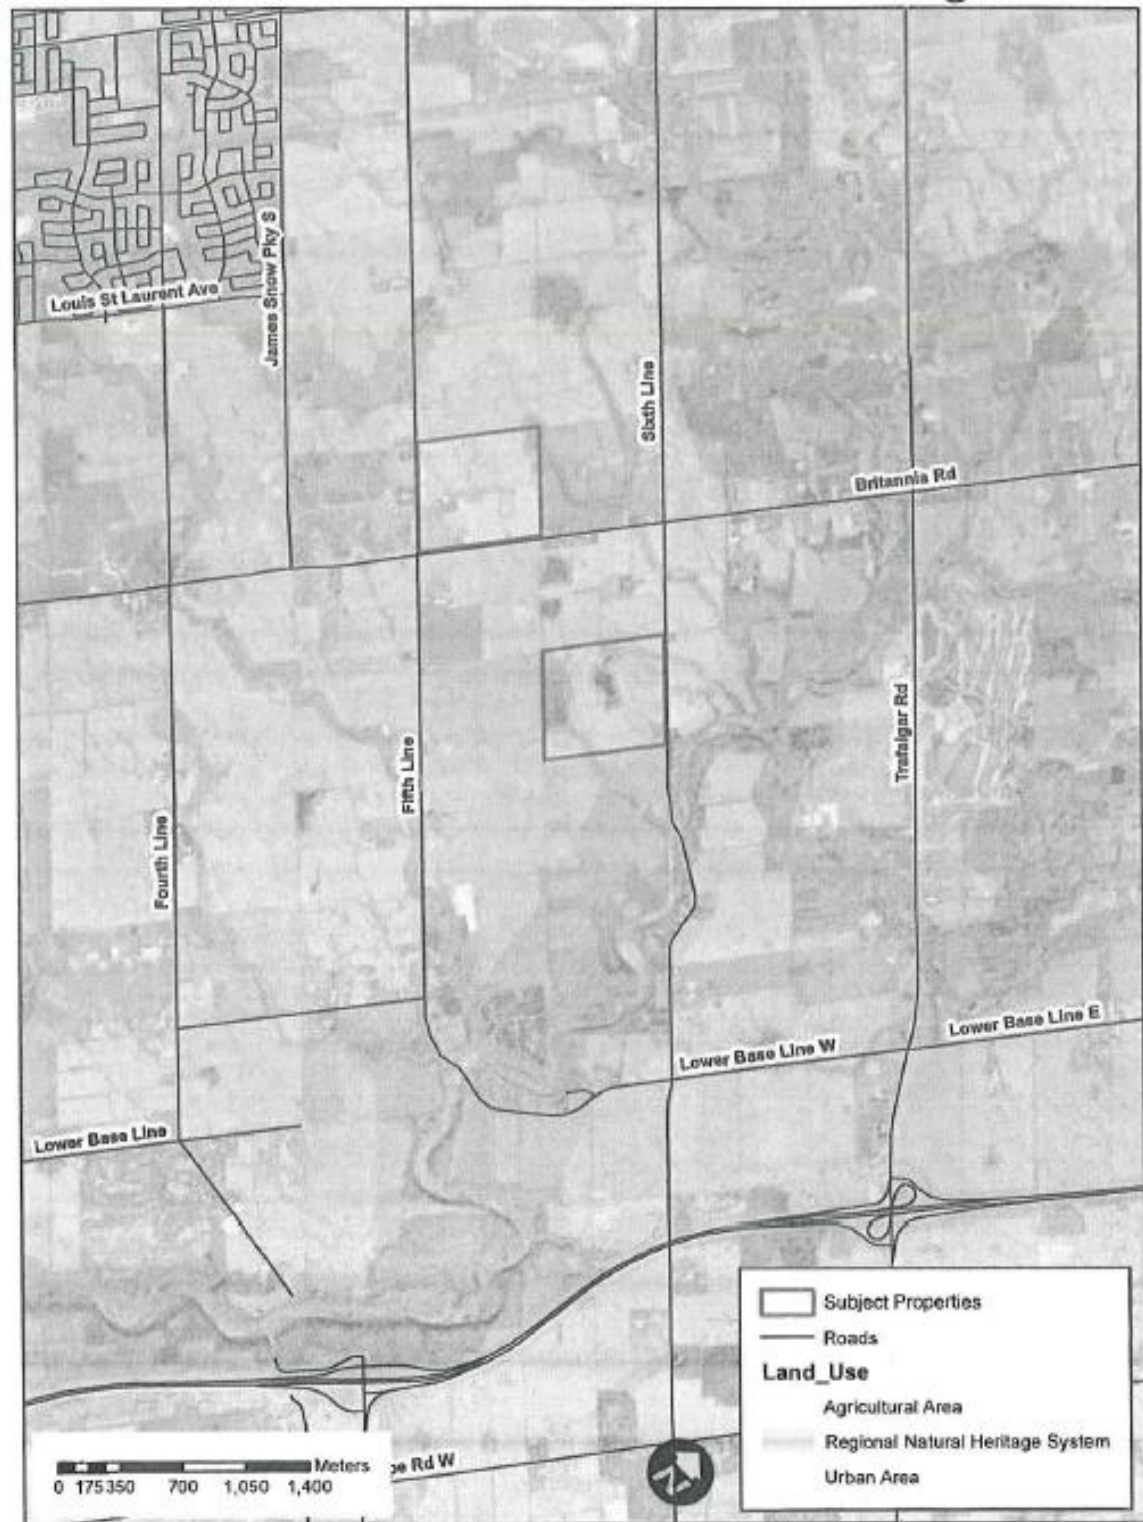 Louis St Laurent Ave
James Snow Pky S
Sixth Line
Britannia Rd
Trafalgar Rd
Fifth Line
Fourth Line
Lower Base Line E
Lower Base Line W
Lower Base Line
Subject Properties
Roads
Land_Use
Agricultural Area
Regional Natural Heritage System
Urban Area
Meters
0 175 350 700 1,050 1,400
Rd W
N